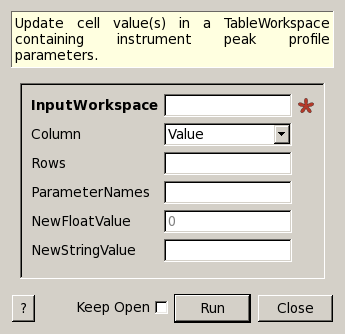 Update cell value(s) in a TableWorkspace
containing instrument peak profile
parameters.
InputWorkspace *
Column Value
Rows
ParameterNames
NewFloatValue 0
NewStringValue
? Keep Open Run Close